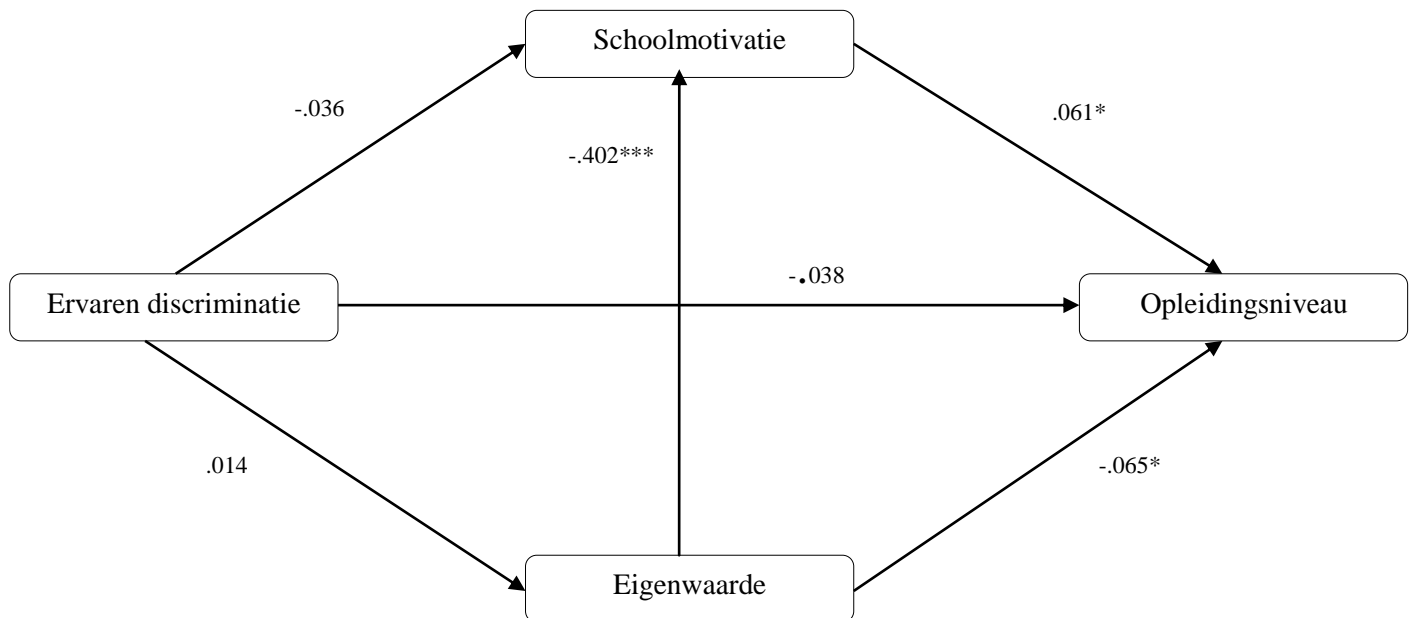 Schoolmotivatie
-.036
.061*
-.402***
-.038
Ervaren discriminatie
Opleidingsniveau
.014
-.065*
Eigenwaarde